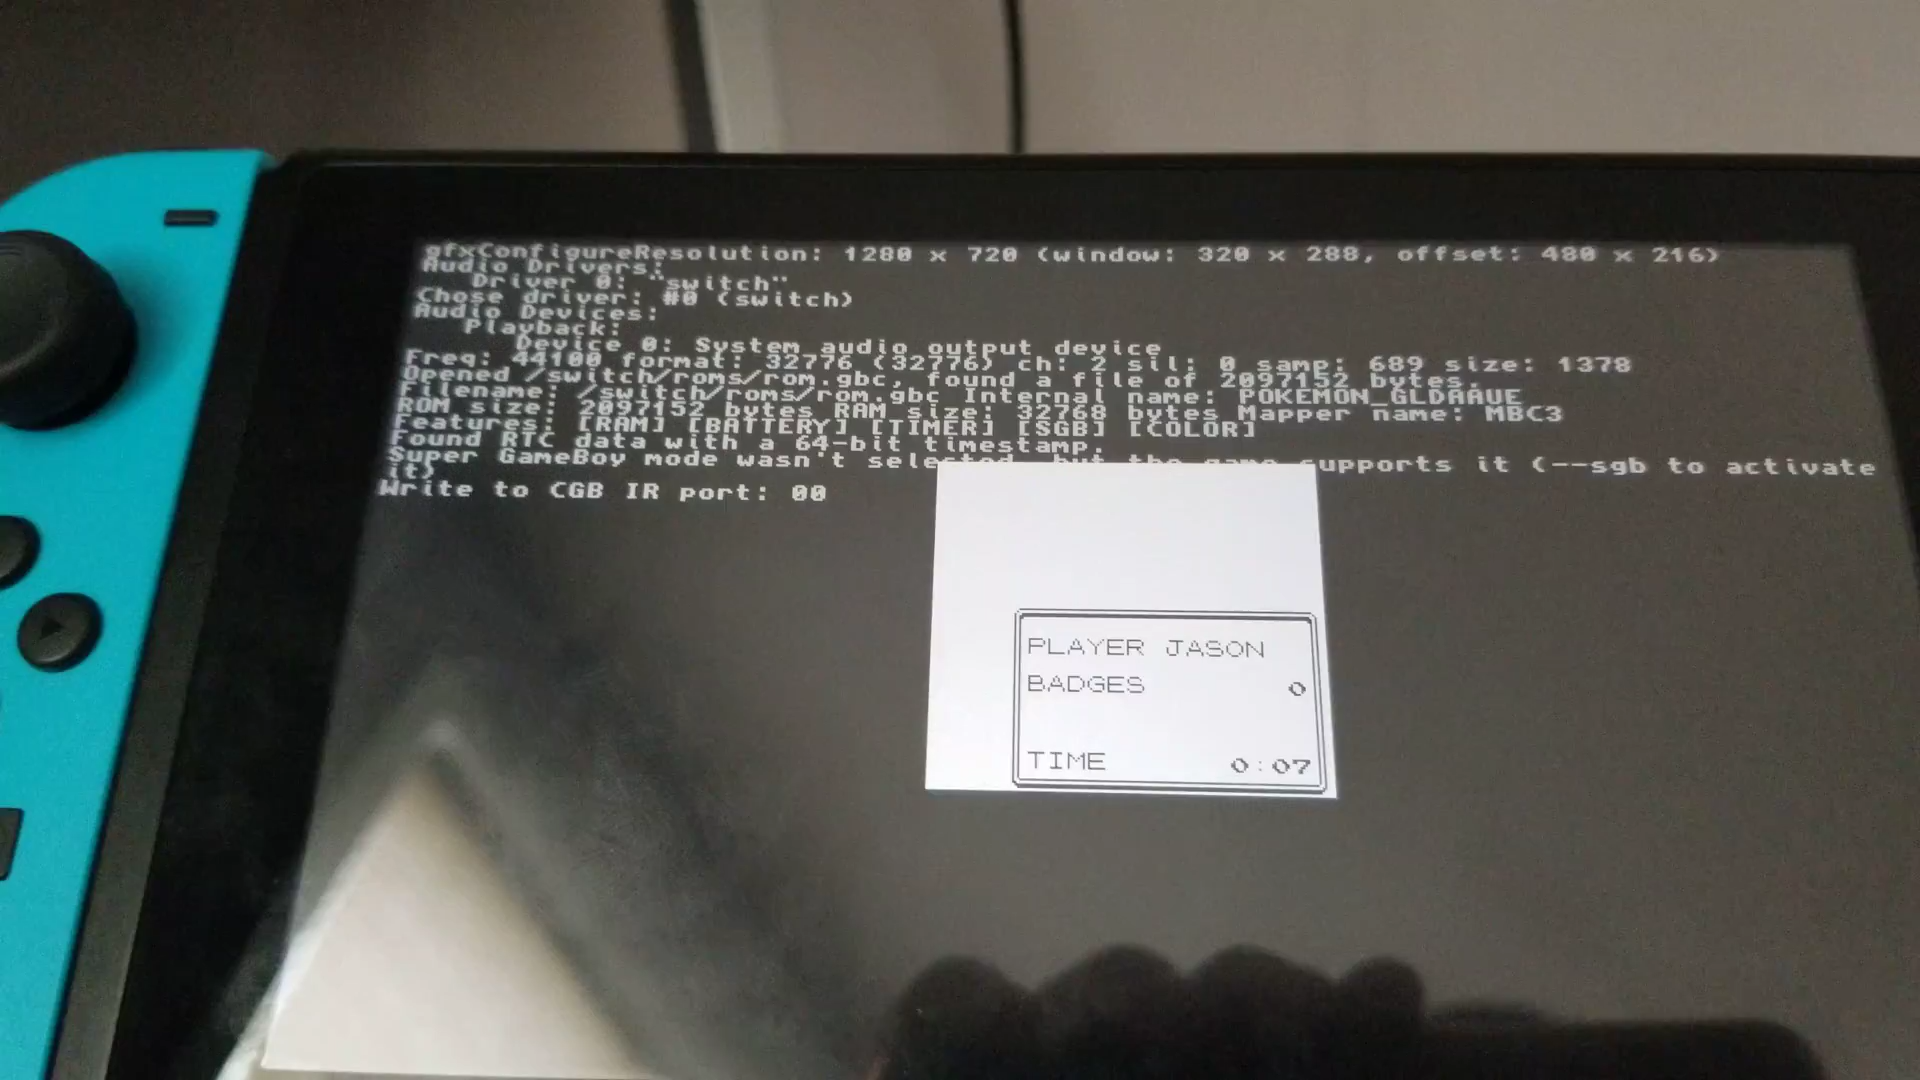 gfxConfigureResolution: 1280 x 720 (window: 320 x 288, offset: 480 x 216)
Audio Drivers:
Driver 0: "switch"
Chose driver: #0 (switch)
Audio Devices:
Playback:
Device 0: System audio output device
Freq: 44100 format: 32776 (32776) ch: 2 sil: 0 samp: 689 size: 1378
Opened /switch/roms/rom.gbc, found a file of 2097152 bytes.
Filename: /switch/roms/rom.gbc Internal name: POKEMON_GLDAAUE
ROM size: 2097152 bytes RAM size: 32768 bytes Mapper name: MBC3
Features: [RAM] [BATTERY] [TIMER] [SGB] [COLOR]
Found RTC data with a 64-bit timestamp.
Super GameBoy mode wasn't selected, but the game supports it (--sgb to activate
it)
Write to CGB IR port: 00
PLAYER JASON
BADGES 0
TIME 0:07